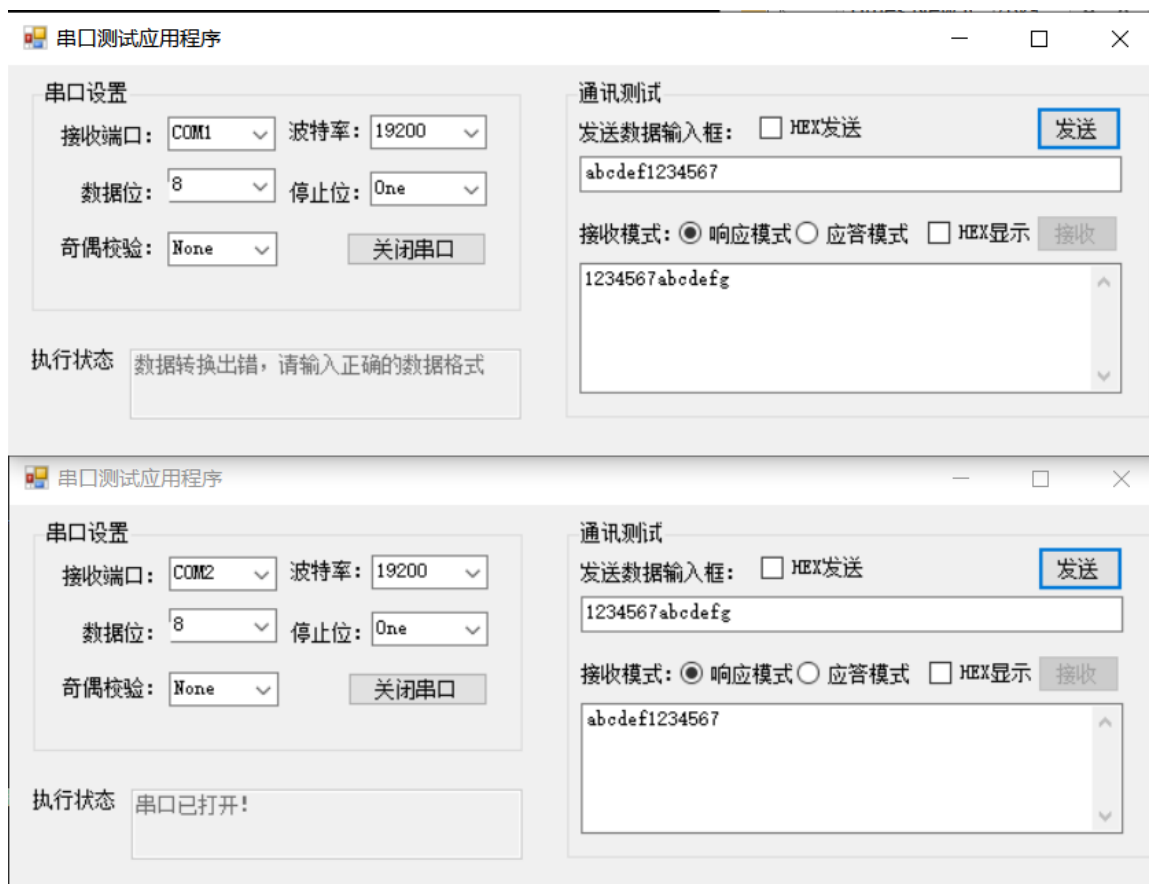 串口测试应用程序
串口设置
接收端口： COM1 波特率： 19200
数据位： 8 停止位： One
奇偶校验： None 关闭串口
执行状态 数据转换出错，请输入正确的数据格式
通讯测试
发送数据输入框： HEX发送 发送
abcdef1234567
接收模式： 响应模式 应答模式 HEX显示 接收
1234567abcdefg
串口测试应用程序
串口设置
接收端口： COM2 波特率： 19200
数据位： 8 停止位： One
奇偶校验： None 关闭串口
执行状态 串口已打开!
通讯测试
发送数据输入框： HEX发送 发送
1234567abcdefg
接收模式： 响应模式 应答模式 HEX显示 接收
abcdef1234567